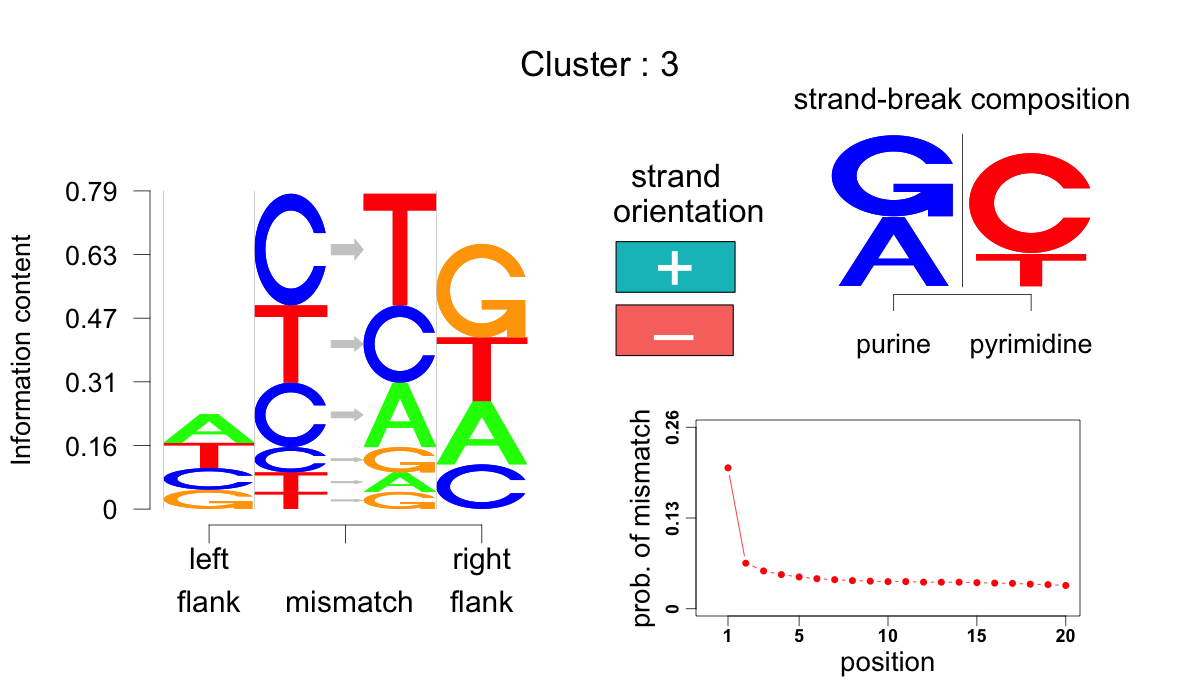 Cluster : 3
strand-break composition
G C
A T
purine pyrimidine
strand
orientation
+
−
Information content
0.79
0.63
0.47
0.31
0.16
0
C T
T C
C A
C G
T A
T G
A
T
C
G
G
T
A
C
left
flank
mismatch
right
flank
prob. of mismatch
0.26
0.13
0
1 5 10 15 20
position